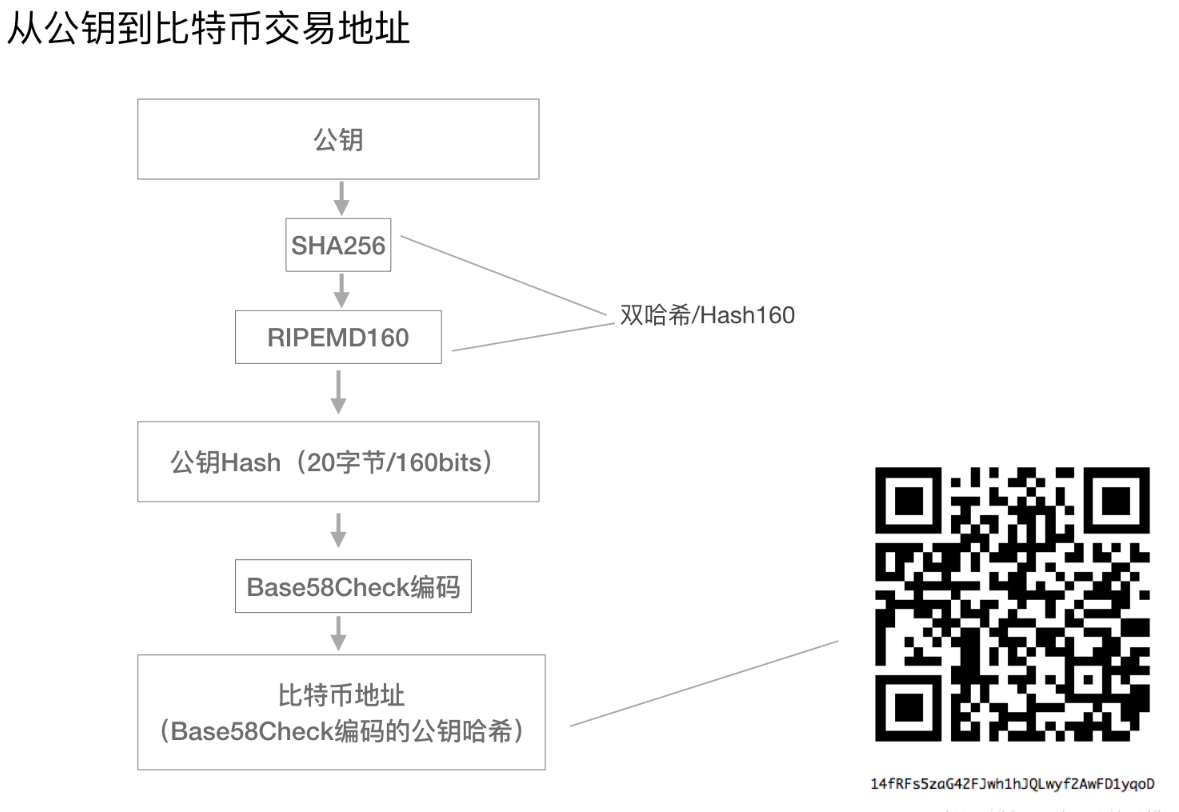 从公钥到比特币交易地址
公钥
SHA256
双哈希/Hash160
RIPEMD160
公钥Hash（20字节/160bits）
Base58Check编码
比特币地址
（Base58Check编码的公钥哈希）
14fRFs5zaG4ZFJwh1hJQLwyf2AwFD1yqoD